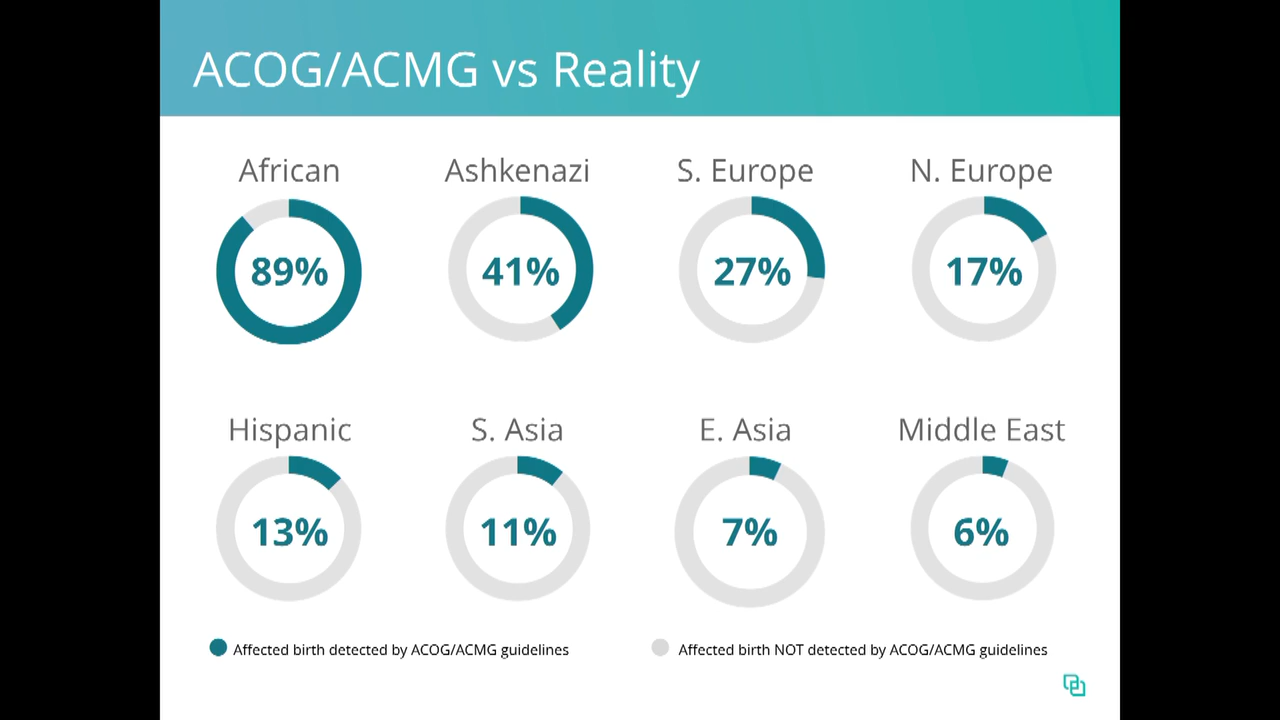 ACOG/ACMG vs Reality
African
Ashkenazi
S. Europe
N. Europe
89%
41%
27%
17%
Hispanic
S. Asia
E. Asia
Middle East
13%
11%
7%
6%
Affected birth detected by ACOG/ACMG guidelines
Affected birth NOT detected by ACOG/ACMG guidelines